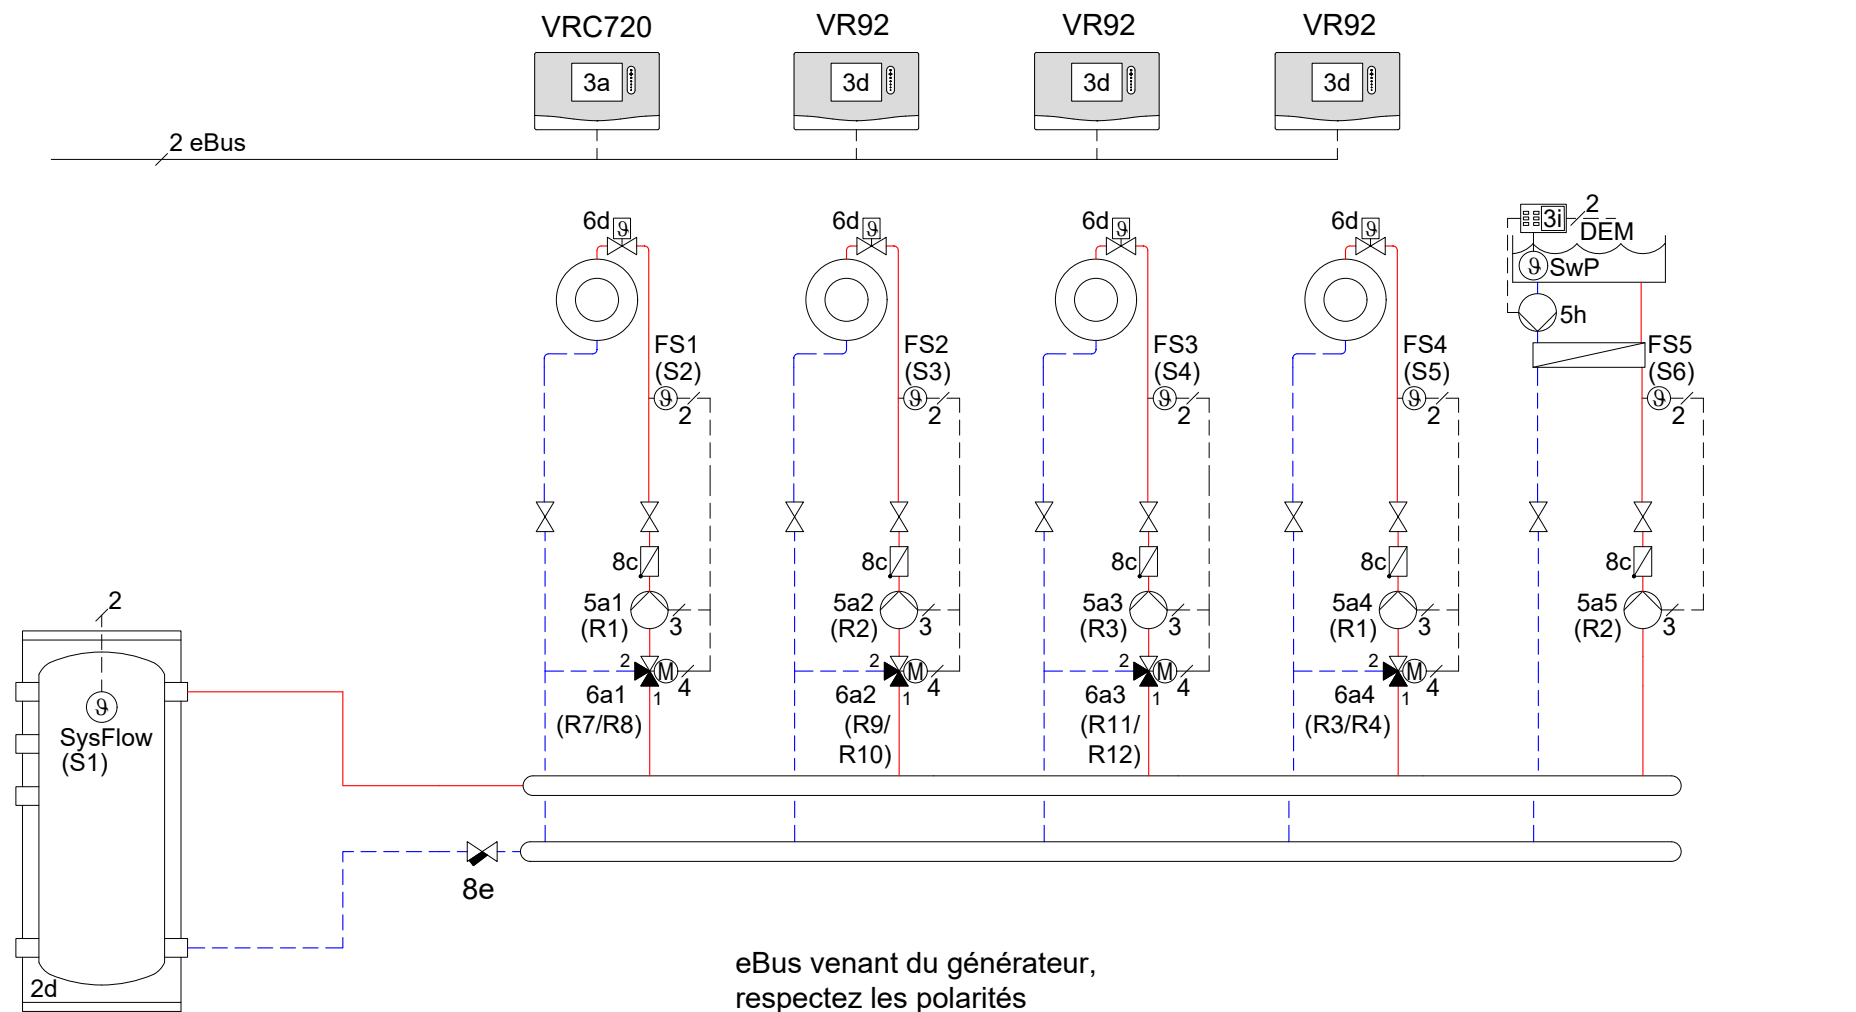 VRC720 VR92 VR92 VR92
3a 3d 3d 3d
2 eBus
6d ϑ 6d ϑ 6d ϑ 6d ϑ 3i 2
DEM
ϑ SwP
5h
FS1 FS2 FS3 FS4 FS5
(S2) (S3) (S4) (S5) (S6)
ϑ ϑ ϑ ϑ ϑ
2 2 2 2 2
8c 8c 8c 8c 8c
5a1 5a2 5a3 5a4 5a5
(R1) 3 (R2) 3 (R3) 3 (R1) 3 (R2) 3
2 M 2 M 2 M 2 M
1 4 1 4 1 4 1 4
6a1 6a2 6a3 6a4
(R7/R8) (R9/ (R11/ (R3/R4)
R10) R12)
2
ϑ
SysFlow
(S1)
8e
2d
eBus venant du générateur,
respectez les polarités